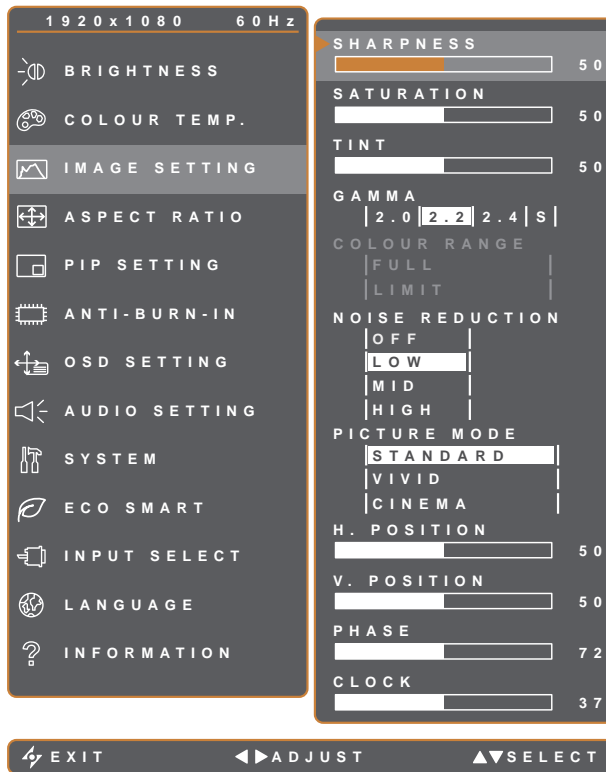 1920x1080 60Hz
BRIGHTNESS
COLOUR TEMP.
IMAGE SETTING
ASPECT RATIO
PIP SETTING
ANTI-BURN-IN
OSD SETTING
AUDIO SETTING
SYSTEM
ECO SMART
INPUT SELECT
LANGUAGE
INFORMATION
SHARPNESS
50
SATURATION
50
TINT
50
GAMMA
2.0 2.2 2.4 S
COLOUR RANGE
FULL
LIMIT
NOISE REDUCTION
OFF
LOW
MID
HIGH
PICTURE MODE
STANDARD
VIVID
CINEMA
H. POSITION
50
V. POSITION
50
PHASE
72
CLOCK
37
EXIT ADJUST SELECT